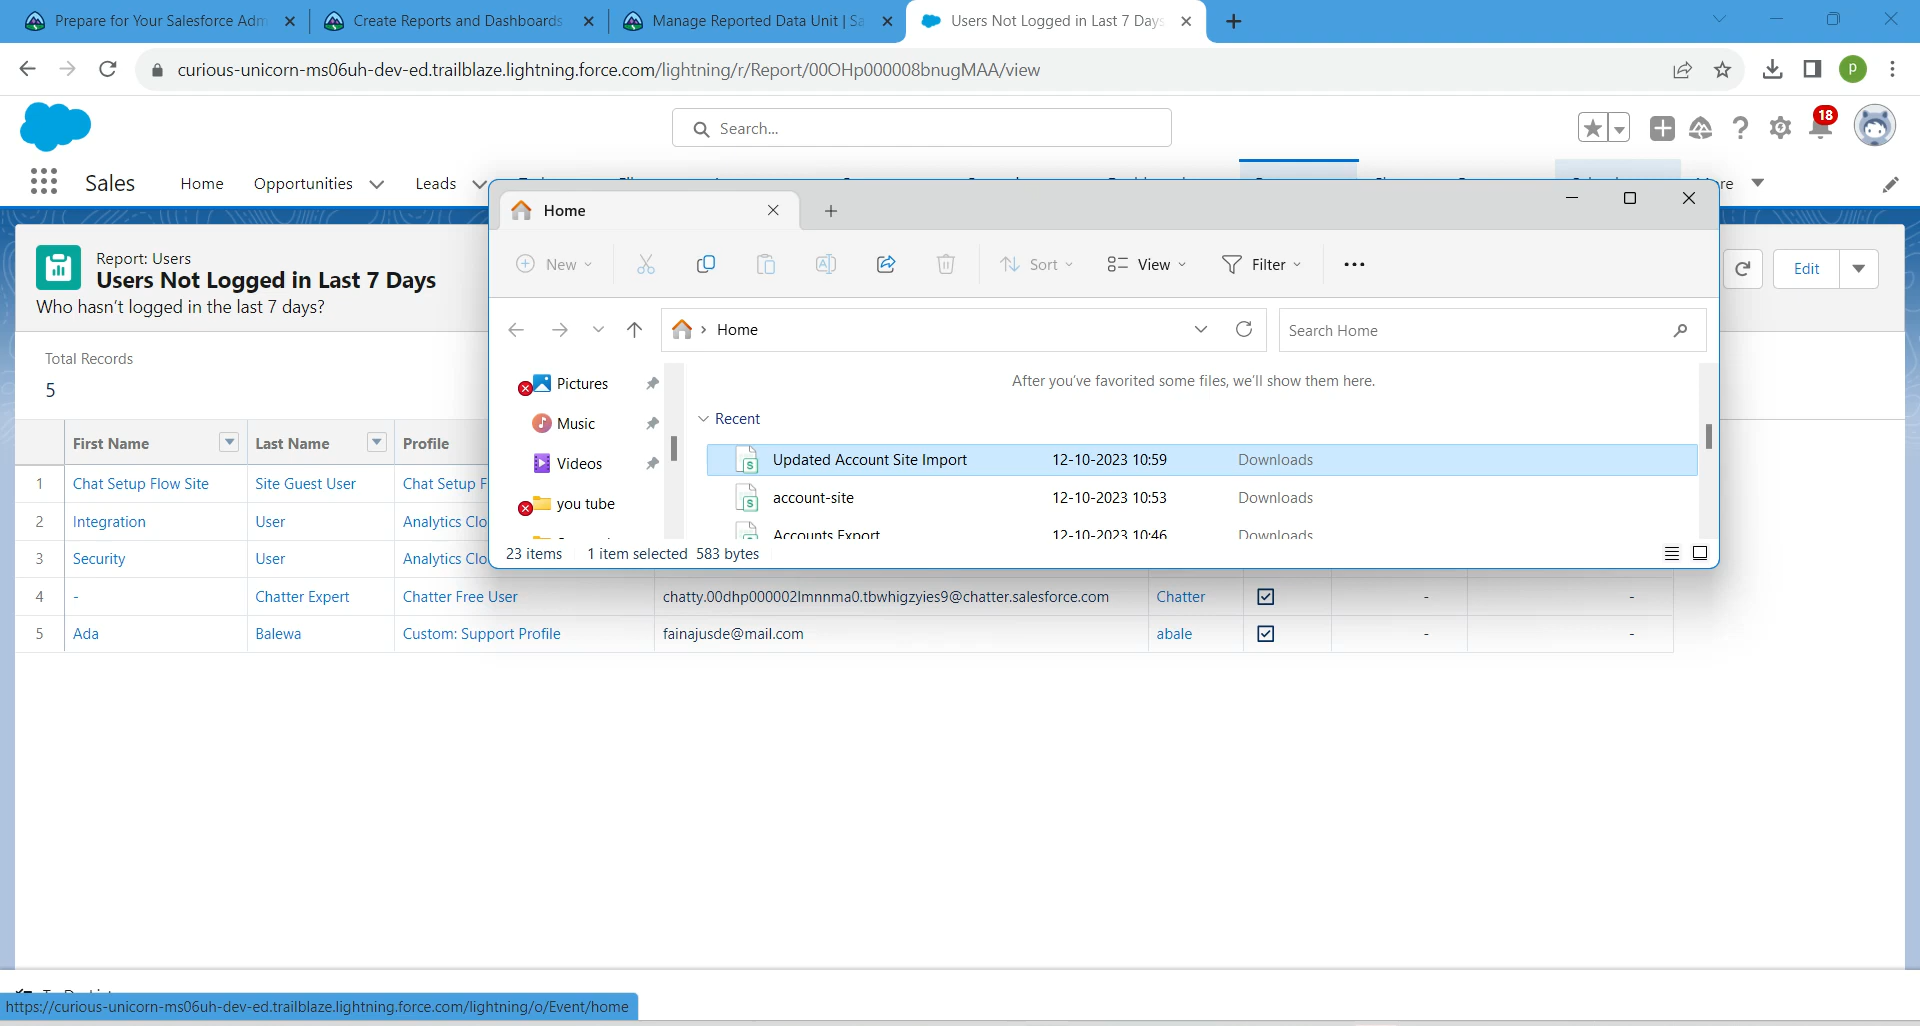 Prepare for Your Salesforce Adm
Create Reports and Dashboards
Manage Reported Data Unit | Sa
Users Not Logged in Last 7 Days
curious-unicorn-ms06uh-dev-ed.trailblaze.lightning.force.com/lightning/r/Report/00OHp000008bnugMAA/view
p
Search...
18
Sales
Home
Opportunities
Leads
Home
New
Sort
View
Filter
Report: Users
Users Not Logged in Last 7 Days
Who hasn't logged in the last 7 days?
Edit
Home
Search Home
Total Records
5
Pictures
Music
Videos
you tube
After you've favorited some files, we'll show them here.
Recent
Updated Account Site Import 12-10-2023 10:59 Downloads
account-site 12-10-2023 10:53 Downloads
Accounts Export 12-10-2023 10:46 Downloads
23 items 1 item selected 583 bytes
First Name Last Name Profile
1 Chat Setup Flow Site Site Guest User Chat Setup F
2 Integration User Analytics Clo
3 Security User Analytics Clo
4 - Chatter Expert Chatter Free User chatty.00dhp000002lmnnma0.tbwhigzyies9@chatter.salesforce.com Chatter - -
5 Ada Balewa Custom: Support Profile fainajusde@mail.com abale - -
https://curious-unicorn-ms06uh-dev-ed.trailblaze.lightning.force.com/lightning/o/Event/home